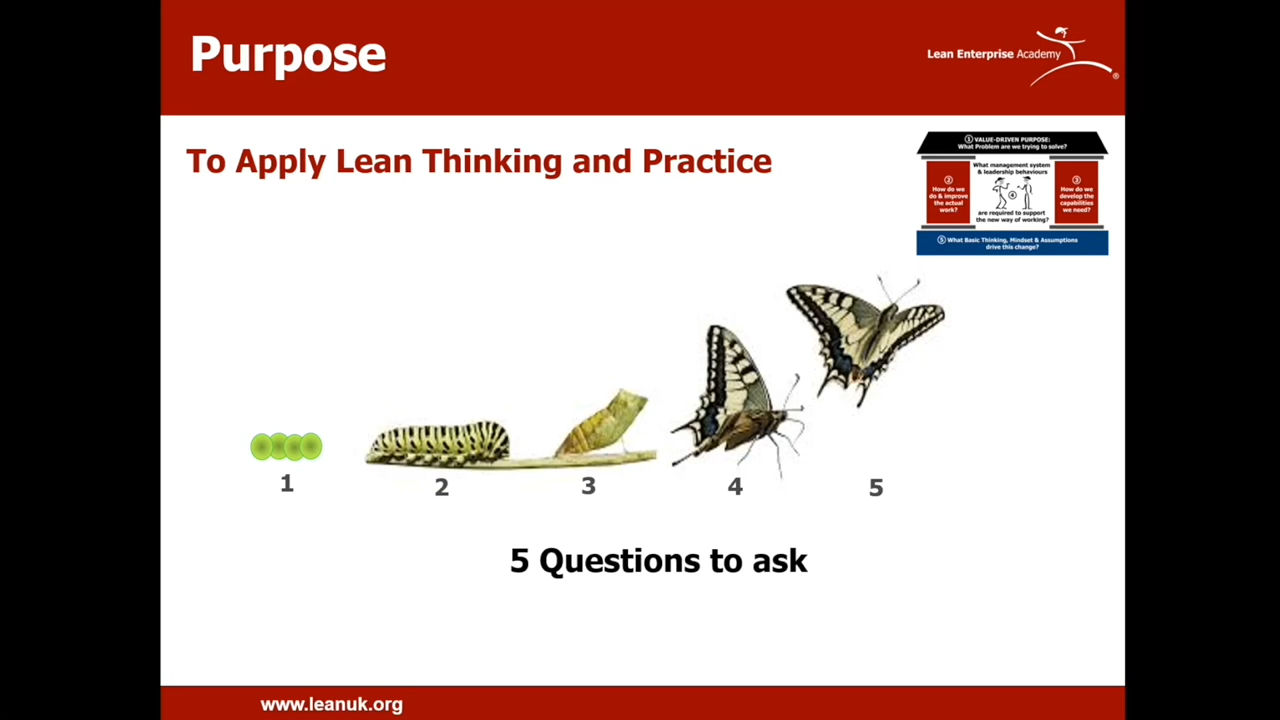 Purpose
Lean Enterprise Academy
®
To Apply Lean Thinking and Practice
① VALUE-DRIVEN PURPOSE:
What Problem are we trying to solve?
②
How do we
do & improve
the actual
work?
What management system
& leadership behaviours
④
are required to support
the new way of working?
③
How do we
develop the
capabilities
we need?
⑤ What Basic Thinking, Mindset & Assumptions
drive this change?
1
2
3
4
5
5 Questions to ask
www.leanuk.org